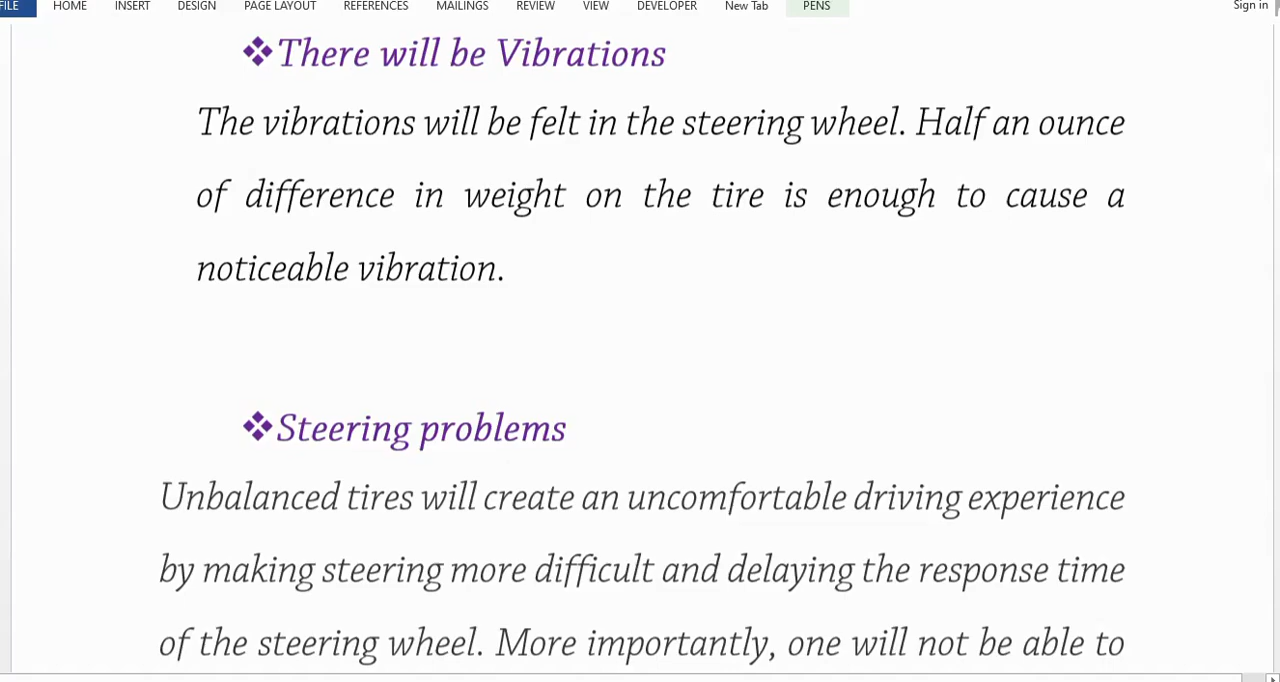 FILE HOME INSERT DESIGN PAGE LAYOUT REFERENCES MAILINGS REVIEW VIEW DEVELOPER New Tab PENS Sign in
❖There will be Vibrations
The vibrations will be felt in the steering wheel. Half an ounce
of difference in weight on the tire is enough to cause a
noticeable vibration.
❖Steering problems
Unbalanced tires will create an uncomfortable driving experience
by making steering more difficult and delaying the response time
of the steering wheel. More importantly, one will not be able to